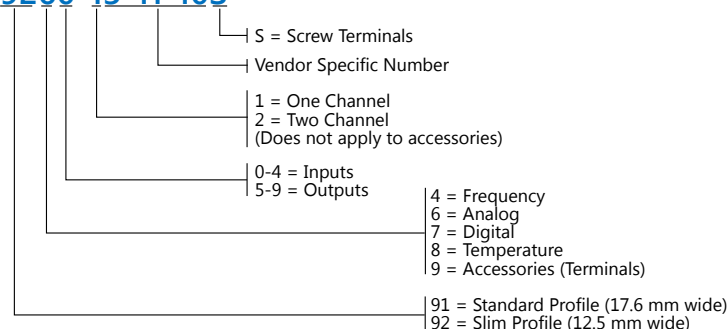 S = Screw Terminals
Vendor Specific Number
1 = One Channel
2 = Two Channel
(Does not apply to accessories)
0-4 = Inputs
5-9 = Outputs
4 = Frequency
6 = Analog
7 = Digital
8 = Temperature
9 = Accessories (Terminals)
91 = Standard Profile (17.6 mm wide)
92 = Slim Profile (12.5 mm wide)